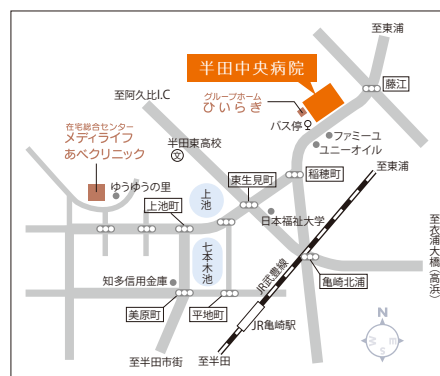 至東浦
半田中央病院
藤江
グループホーム
ひいらぎ
至阿久比I.C
バス停
在宅総合センター
メディライフ
あべクリニック
半田東高校
文
ファミーユ
ユニーオイル
東生見町
稲穂町
至東浦
ゆうゆうの里
上池
上池町
日本福祉大学
至衣浦大橋(高浜)
七本木池
JR武豊線
知多信用金庫
亀崎北浦
美原町
平地町
JR亀崎駅
至半田市街
至半田
N
W
E
S